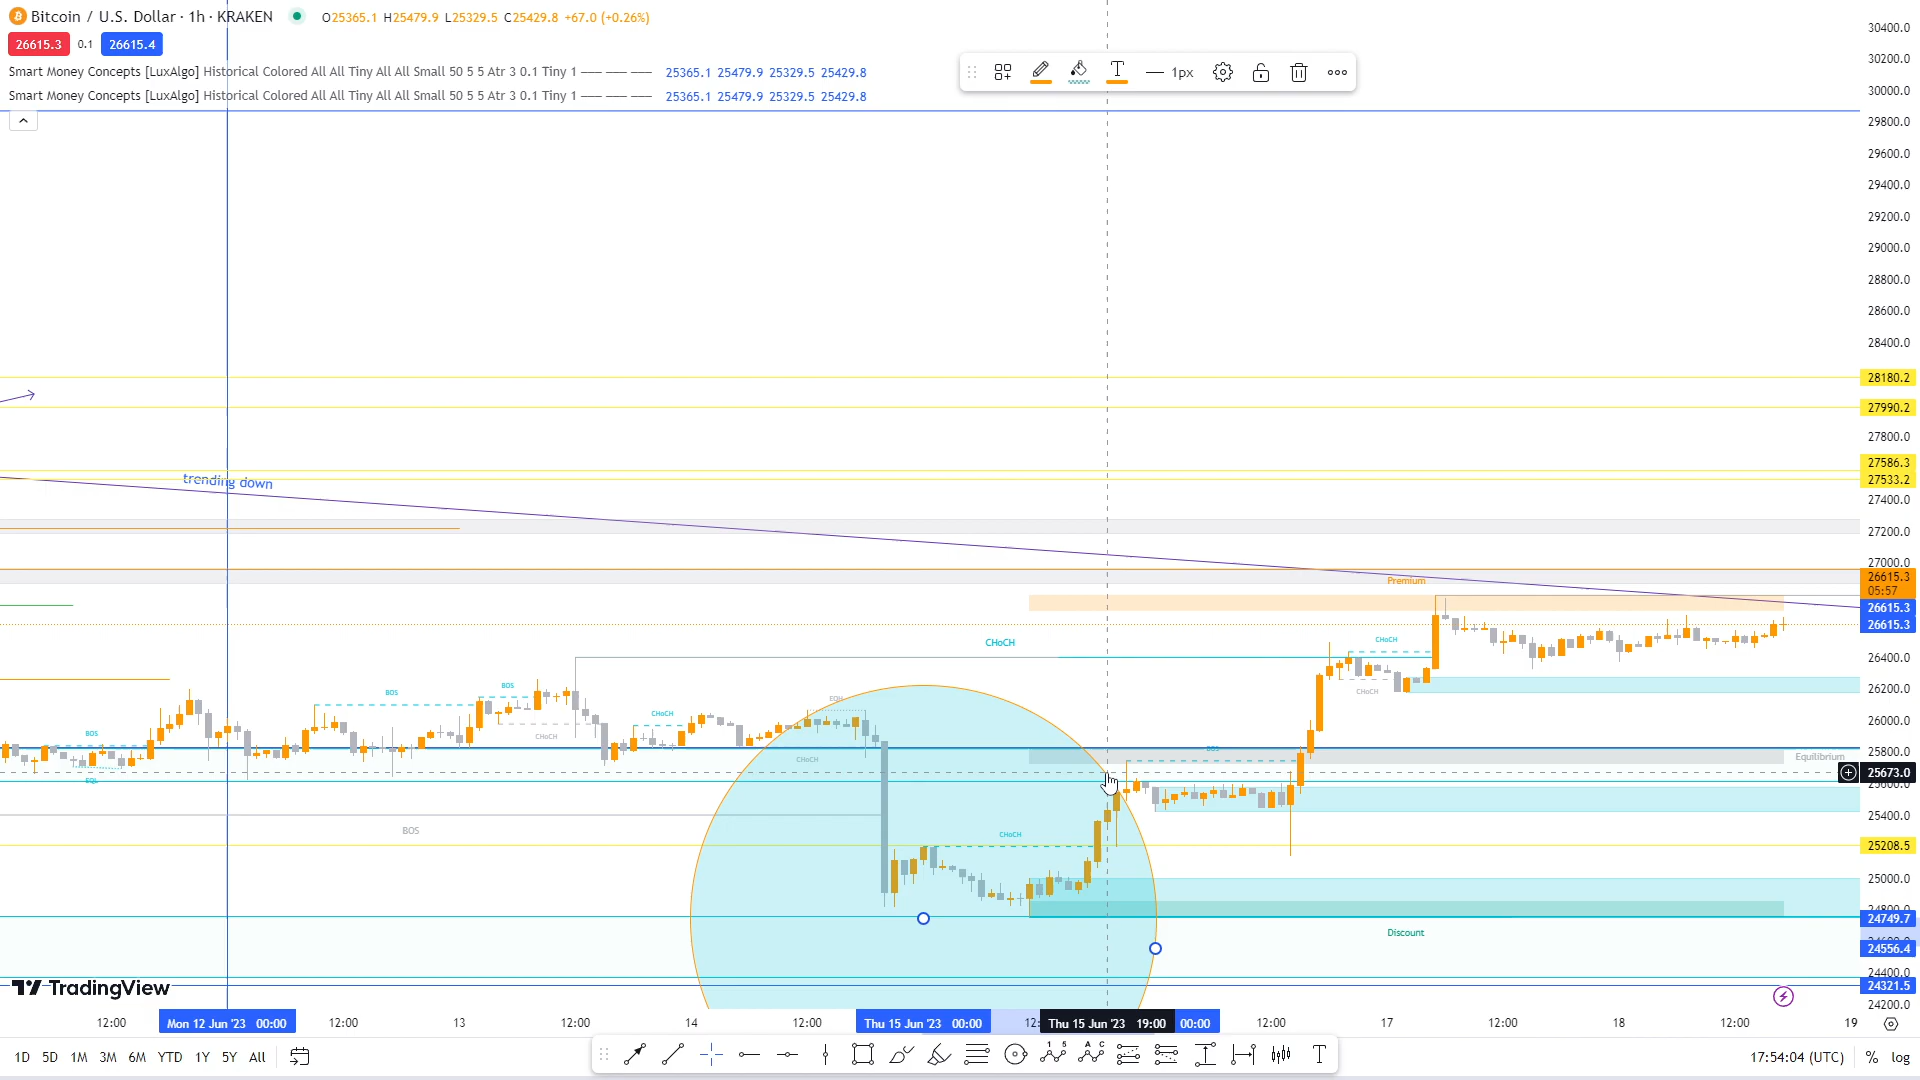 Bitcoin / U.S. Dollar · 1h · KRAKEN O25365.1 H25479.9 L25329.5 C25429.8 +67.0 (+0.26%)
26615.3 0.1 26615.4
Smart Money Concepts [LuxAlgo] Historical Colored All All Tiny All All Small 50 5 5 Atr 3 0.1 Tiny 1 —— —— —— 25365.1 25479.9 25329.5 25429.8
Smart Money Concepts [LuxAlgo] Historical Colored All All Tiny All All Small 50 5 5 Atr 3 0.1 Tiny 1 —— —— —— 25365.1 25479.9 25329.5 25429.8
1px
30400.0
30200.0
30000.0
29800.0
29600.0
29400.0
29200.0
29000.0
28800.0
28600.0
28400.0
28180.2
27990.2
27800.0
27586.3
27533.2
27400.0
27200.0
27000.0
26615.3
05:57
26615.3
26615.3
26400.0
26200.0
26000.0
25800.0
25673.0
25600.0
25400.0
25208.5
25000.0
24749.7
24556.4
24400.0
24321.5
24200.0
trending down
Premium
CHoCH
CHoCH
CHoCH
BOS
BOS
EQH
CHoCH
BOS
CHoCH
CHoCH
BOS
Equilibrium
EQL
BOS
CHoCH
Discount
TradingView
12:00 Mon 12 Jun '23 00:00 12:00 13 12:00 14 12:00 Thu 15 Jun '23 00:00 12: Thu 15 Jun '23 19:00 00:00 12:00 17 12:00 18 12:00 19
1D 5D 1M 3M 6M YTD 1Y 5Y All 17:54:04 (UTC) % log